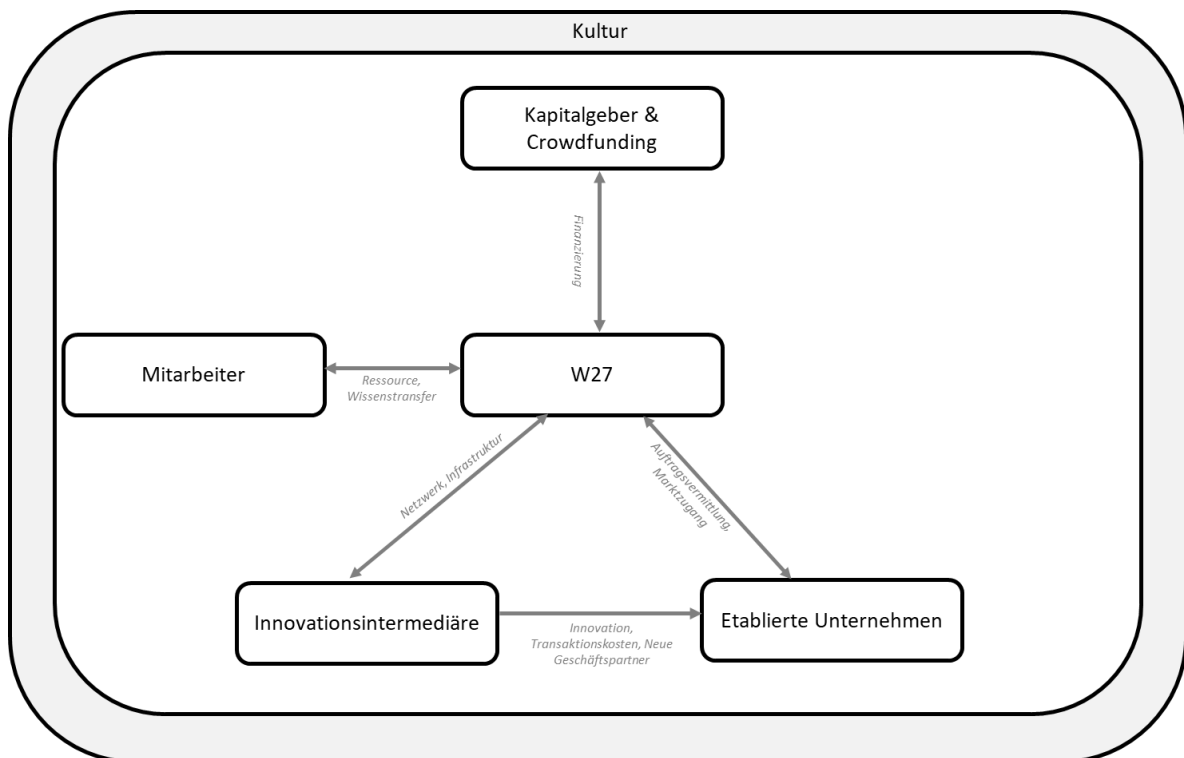 Kultur
Kapitalgeber &
Crowdfunding
Finanzierung
Mitarbeiter
Ressource,
Wissenstransfer
W27
Netzwerk, Infrastruktur
Auftragsvermittlung,
Marktzugang
Innovationsintermediäre
Innovation,
Transaktionskosten, Neue
Geschäftspartner
Etablierte Unternehmen